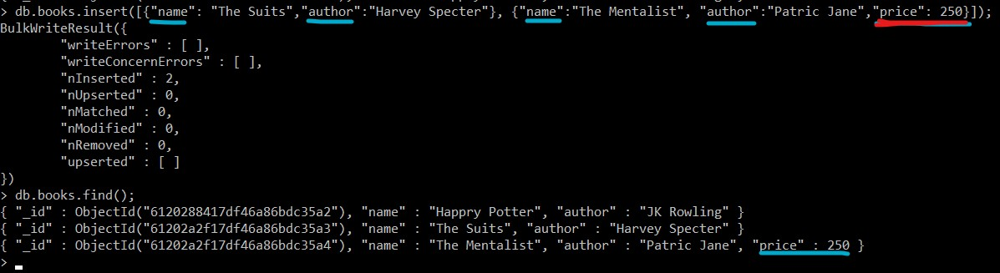 > db.books.insert([{"name": "The Suits","author":"Harvey Specter"}, {"name":"The Mentalist", "author":"Patric Jane","price": 250}]);
BulkWriteResult({
        "writeErrors" : [ ],
        "writeConcernErrors" : [ ],
        "nInserted" : 2,
        "nUpserted" : 0,
        "nMatched" : 0,
        "nModified" : 0,
        "nRemoved" : 0,
        "upserted" : [ ]
})
> db.books.find();
{ "_id" : ObjectId("6120288417df46a86bdc35a2"), "name" : "Happry Potter", "author" : "JK Rowling" }
{ "_id" : ObjectId("61202a2f17df46a86bdc35a3"), "name" : "The Suits", "author" : "Harvey Specter" }
{ "_id" : ObjectId("61202a2f17df46a86bdc35a4"), "name" : "The Mentalist", "author" : "Patric Jane", "price" : 250 }
>